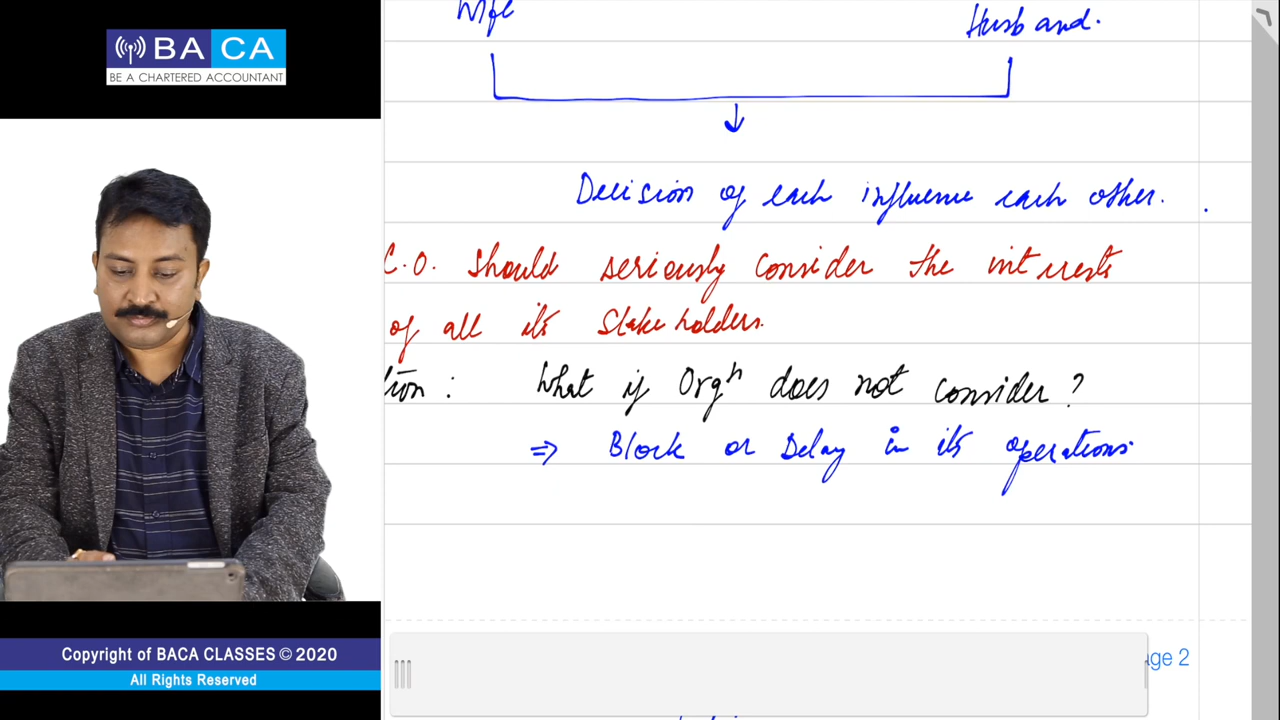 BACA
BE A CHARTERED ACCOUNTANT
Wife
Husband.
Decision of each influence each other.
C.O. should seriously consider the interests
of all its Stakeholders.
tion : What if Orgⁿ does not consider?
⇒ Block or Delay in its operations.
age 2
Copyright of BACA CLASSES © 2020
All Rights Reserved